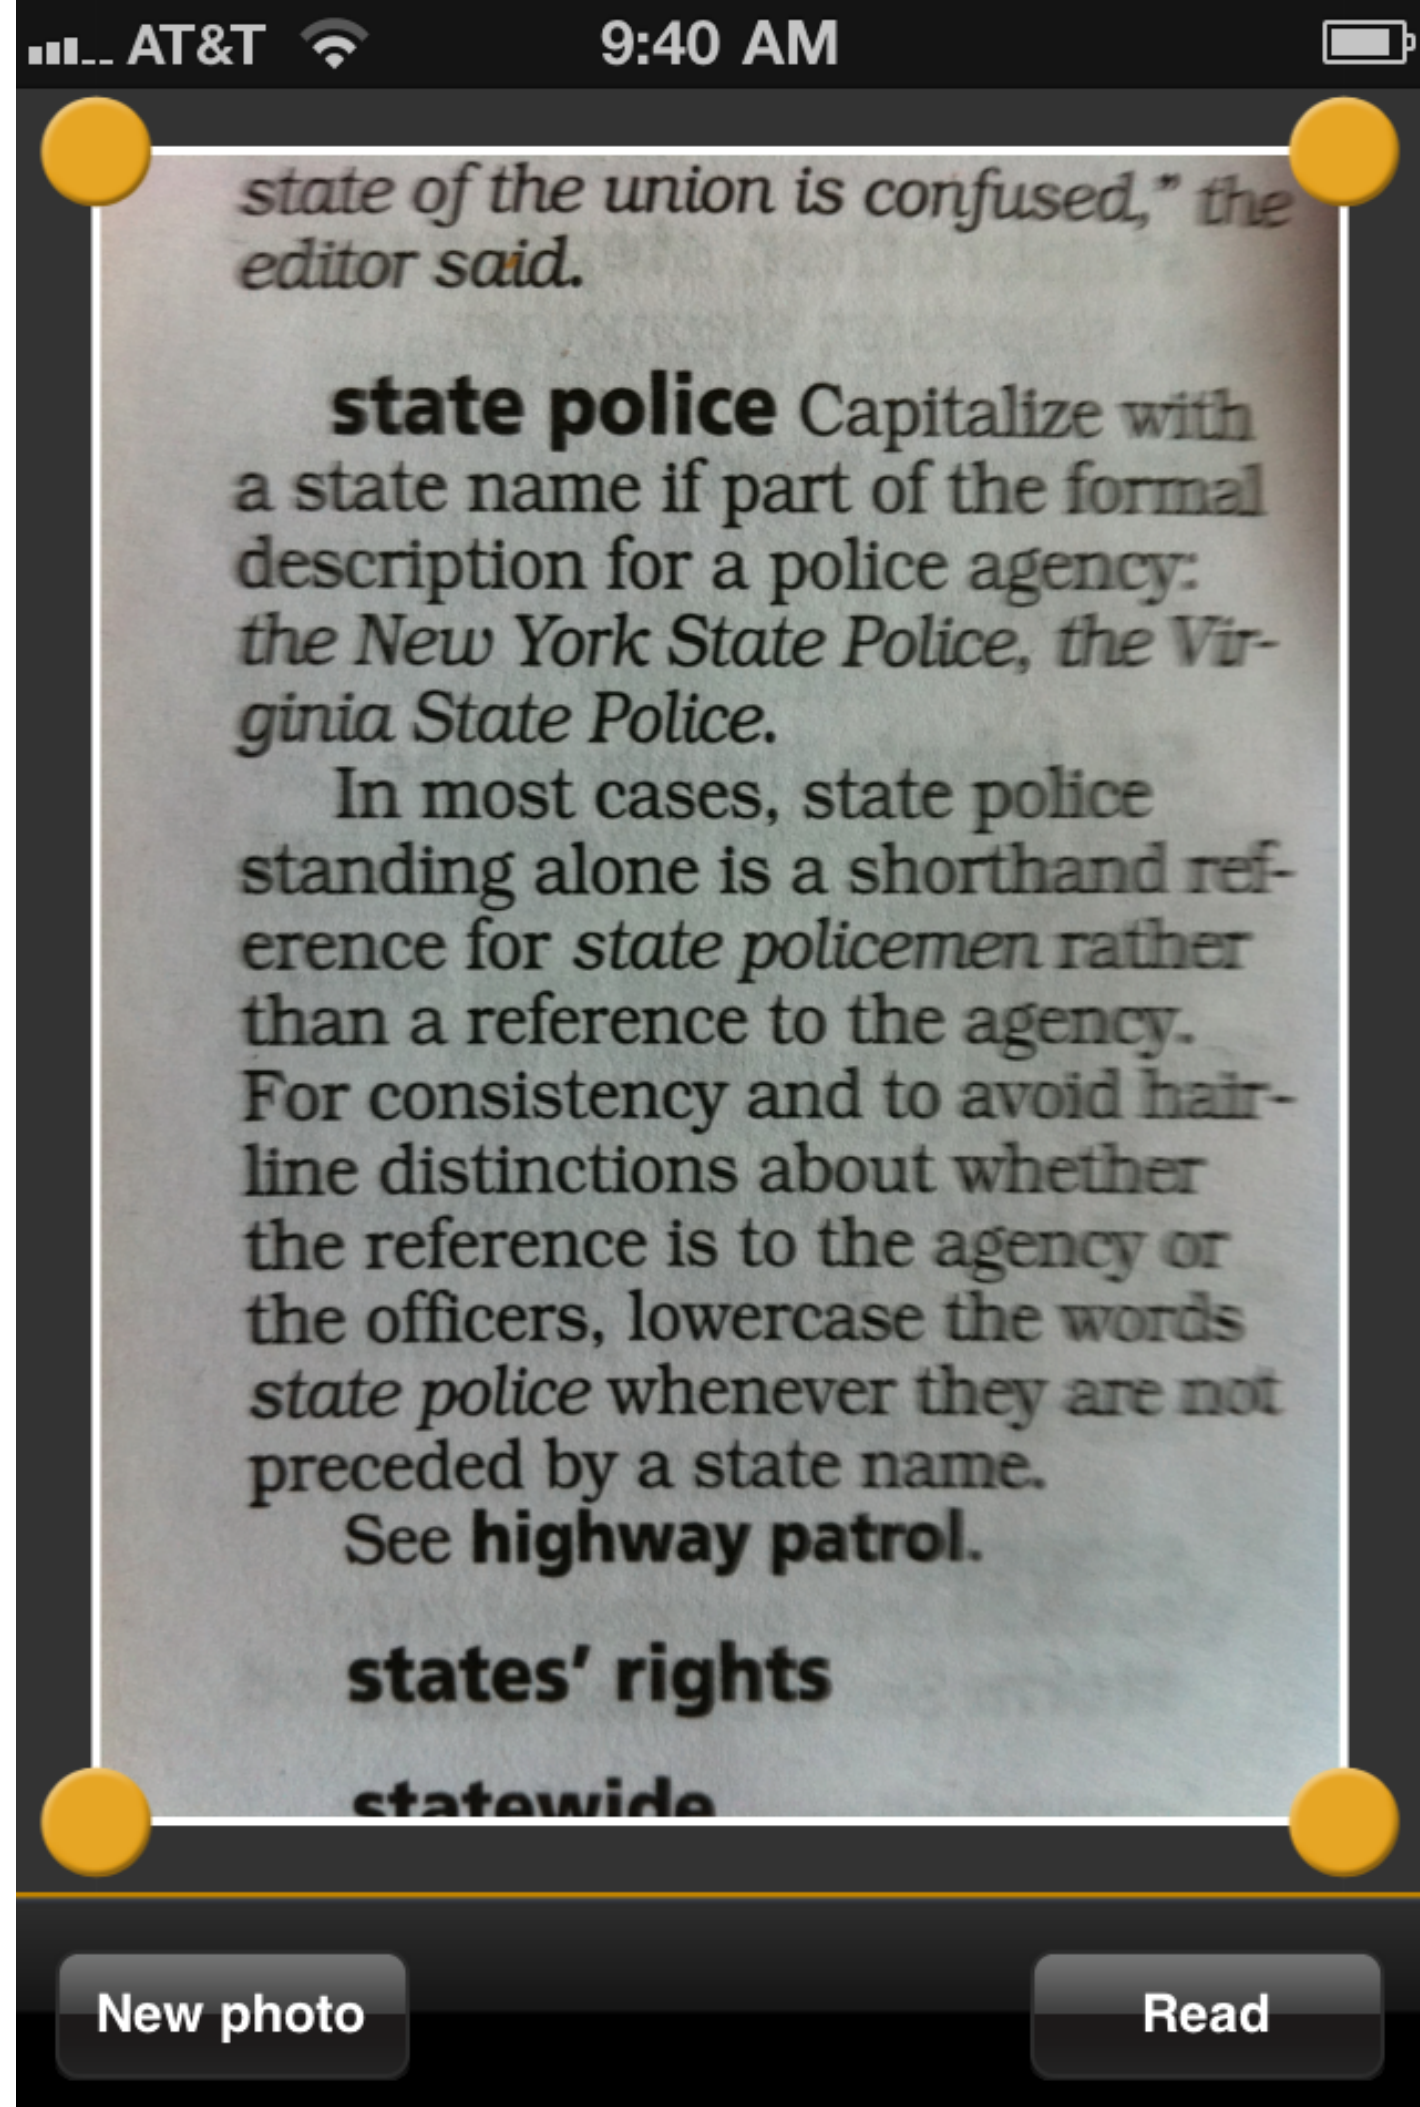 AT&T 9:40 AM
state of the union is confused,” the
editor said.
state police Capitalize with
a state name if part of the formal
description for a police agency:
the New York State Police, the Vir-
ginia State Police.
In most cases, state police
standing alone is a shorthand ref-
erence for state policemen rather
than a reference to the agency.
For consistency and to avoid hair-
line distinctions about whether
the reference is to the agency or
the officers, lowercase the words
state police whenever they are not
preceded by a state name.
See highway patrol.
states’ rights
statewide
New photo
Read